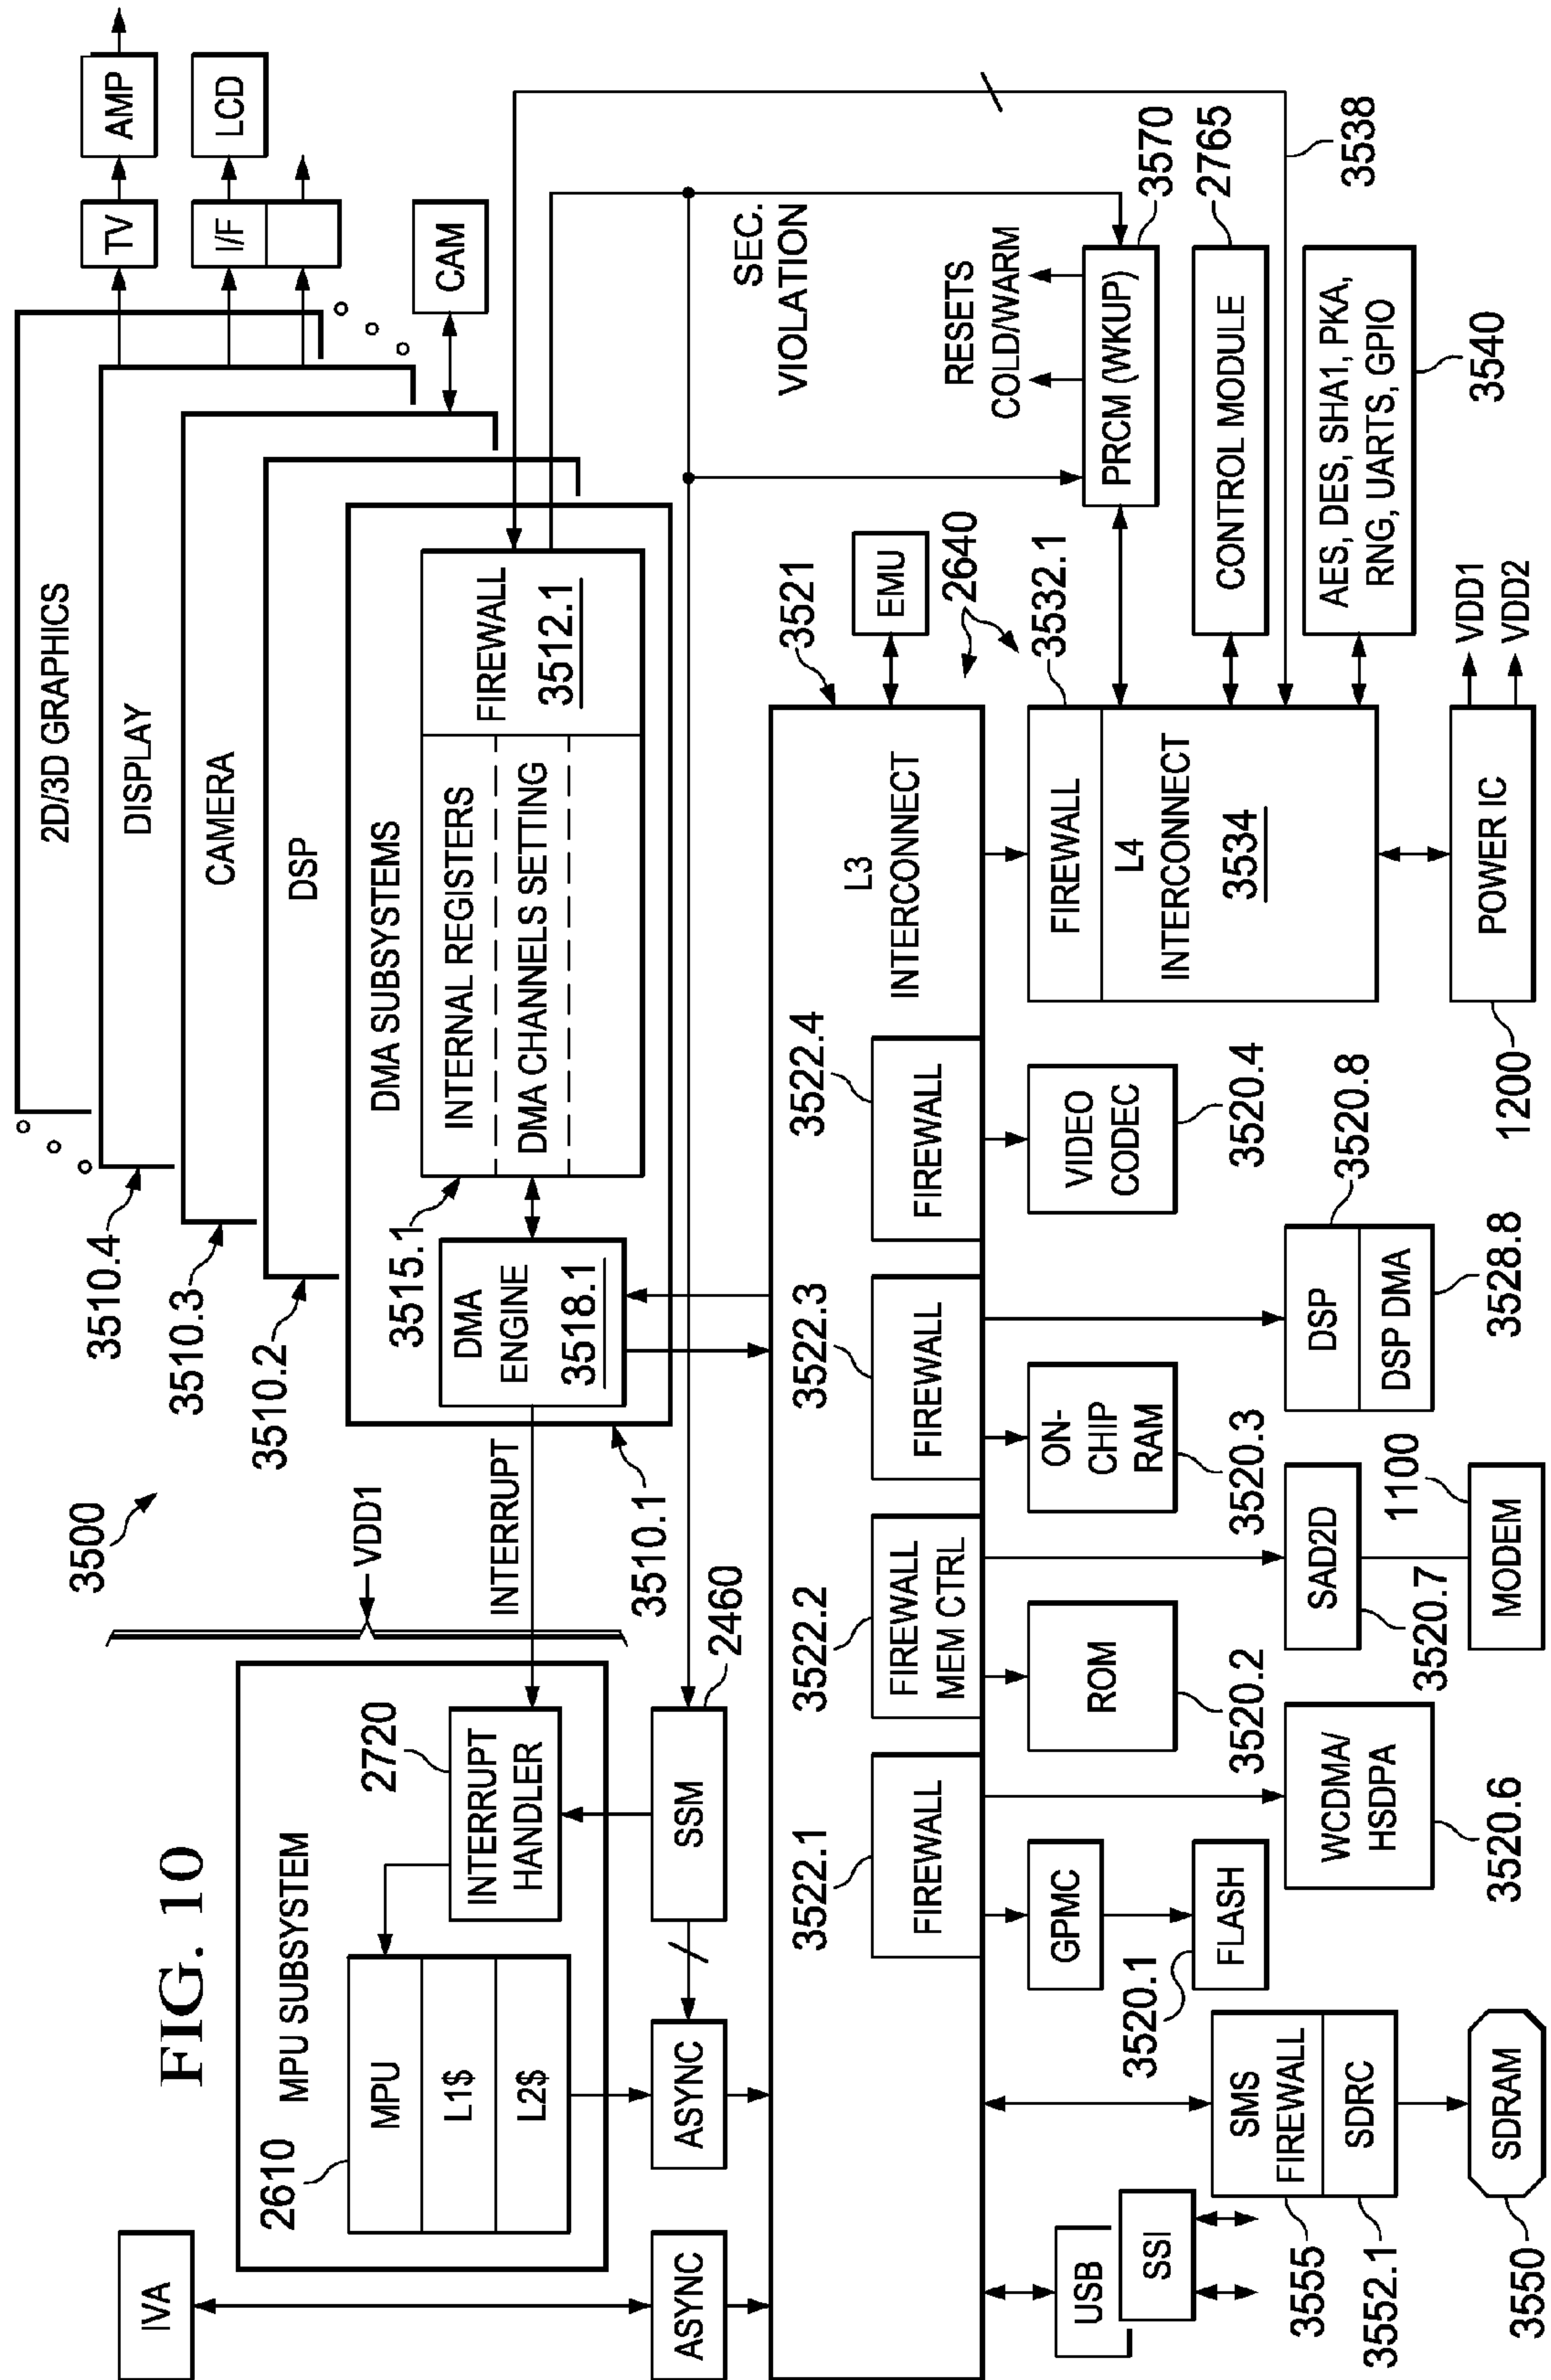 FIG. 10
3500
IVA
MPU SUBSYSTEM
2610
MPU
L1$
L2$
2720
INTERRUPT
HANDLER
VDD1
INTERRUPT
ASYNC
ASYNC
SSM
2460
3510.4
3510.3
3510.2
3510.1
2D/3D GRAPHICS
DISPLAY
CAMERA
DSP
DMA SUBSYSTEMS
3515.1
DMA
ENGINE
3518.1
INTERNAL REGISTERS
DMA CHANNELS SETTING
FIREWALL
3512.1
TV
AMP
I/F
LCD
CAM
SEC.
VIOLATION
RESETS
COLD/WARM
PRCM (WKUP)
3570
CONTROL MODULE
2765
AES, DES, SHA1, PKA,
RNG, UARTS, GPIO
3540
3538
L3
INTERCONNECT
3521
EMU
2640
3532.1
FIREWALL
L4
INTERCONNECT
3534
POWER IC
1200
VDD1
VDD2
3522.1
FIREWALL
3522.2
FIREWALL
MEM CTRL
3522.3
FIREWALL
3522.4
FIREWALL
USB
SSI
SMS
FIREWALL
SDRC
3555
3552.1
SDRAM
3550
GPMC
FLASH
3520.1
WCDMA/
HSDPA
3520.6
ROM
3520.2
SAD2D
3520.7
MODEM
1100
ON-
CHIP
RAM
3520.3
DSP
DSP DMA
3520.8
3528.8
VIDEO
CODEC
3520.4